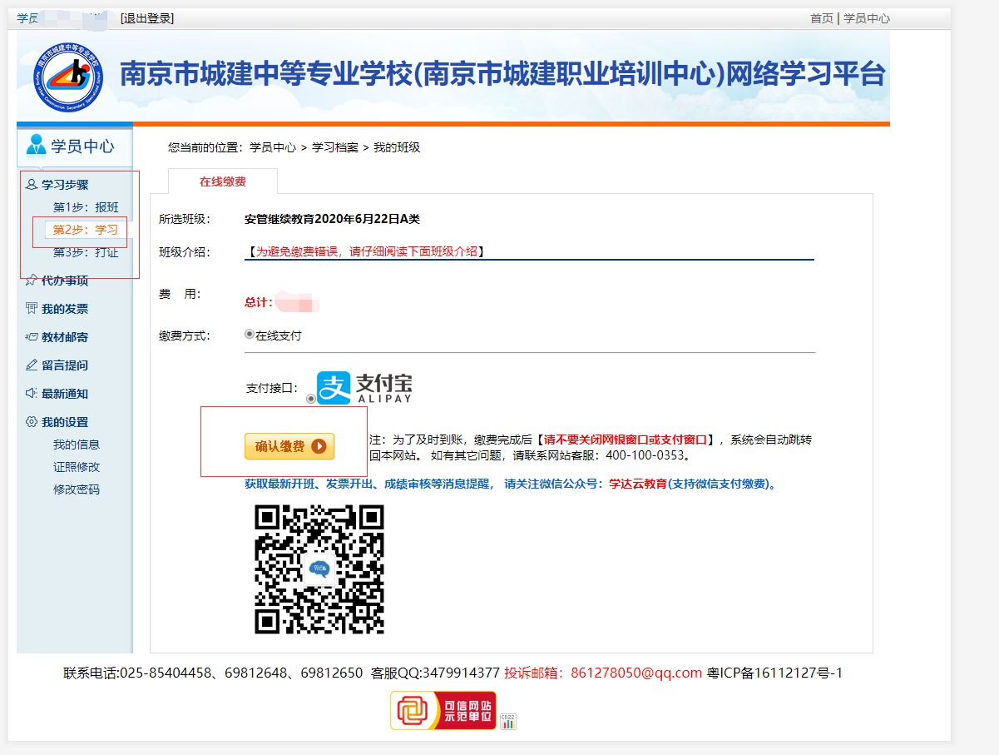 学员 [退出登录] 首页 | 学员中心
南京市城建中等专业学校(南京市城建职业培训中心)网络学习平台
学员中心
您当前的位置：学员中心 > 学习档案 > 我的班级
学习步骤
第1步：报班
第2步：学习
第3步：打证
代办事项
我的发票
教材邮寄
留言提问
最新通知
我的设置
我的信息
证照修改
修改密码
在线缴费
所选班级： 安管继续教育2020年6月22日A类
班级介绍： 【为避免缴费错误，请仔细阅读下面班级介绍】
费 用： 总计：
缴费方式： 在线支付
支付接口： 支 支付宝
ALIPAY
确认缴费
注：为了及时到账，缴费完成后【请不要关闭网银窗口或支付窗口】，系统会自动跳转
回本网站。 如有其它问题，请联系网站客服：400-100-0353。
获取最新开班、发票开出、成绩审核等消息提醒， 请关注微信公众号：学达云教育(支持微信支付缴费)。
联系电话:025-85404458、69812648、69812650 客服QQ:3479914377 投诉邮箱：861278050@qq.com 粤ICP备16112127号-1
可信网站
示范单位
CNZZ